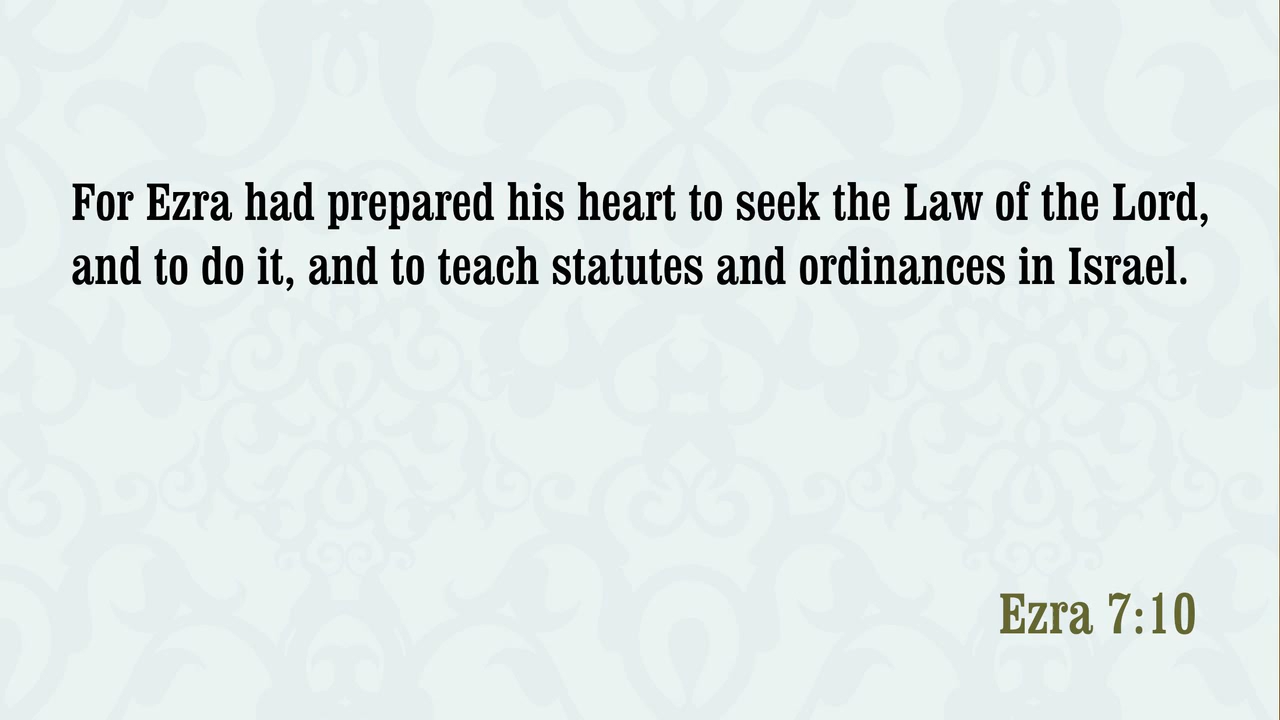 For Ezra had prepared his heart to seek the Law of the Lord,
and to do it, and to teach statutes and ordinances in Israel.
Ezra 7:10